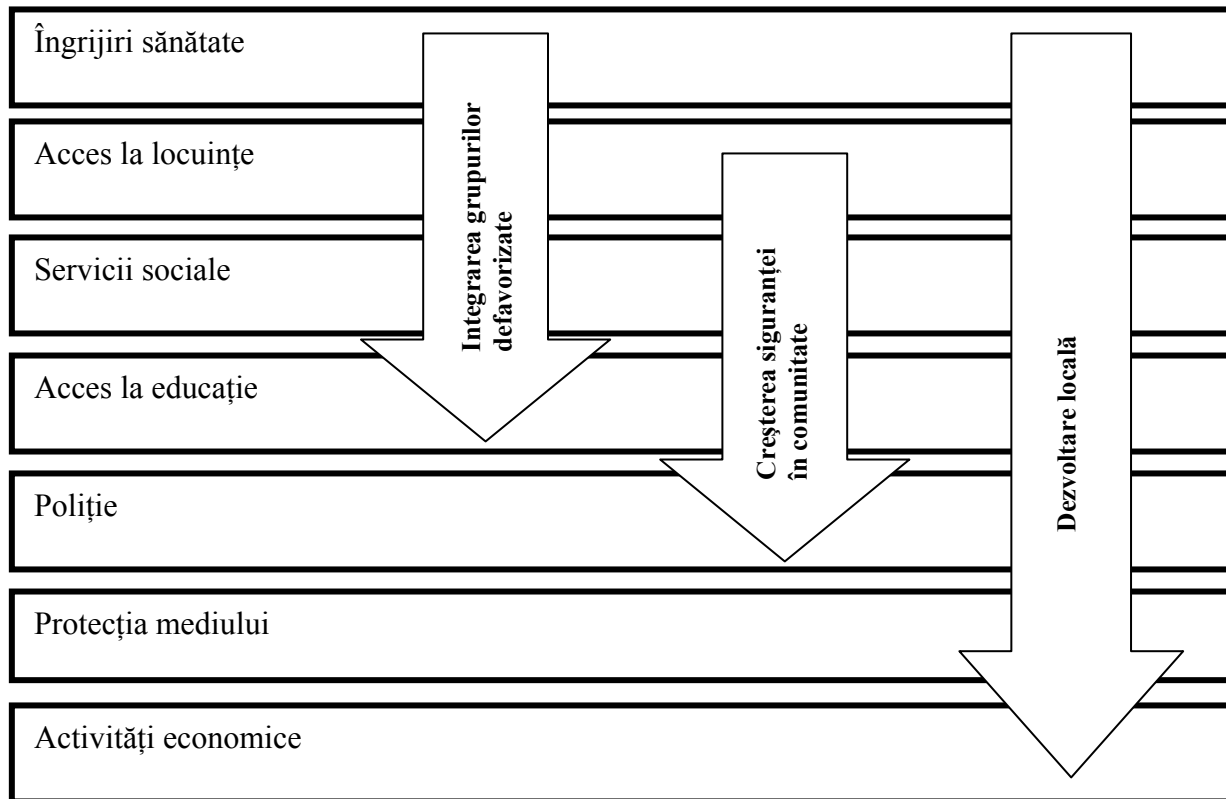 Îngrijiri sănătate
Acces la locuințe
Servicii sociale
Acces la educație
Poliție
Protecția mediului
Activități economice
Integrarea grupurilor
defavorizate
Creşterea siguranței
în comunitate
Dezvoltare locală